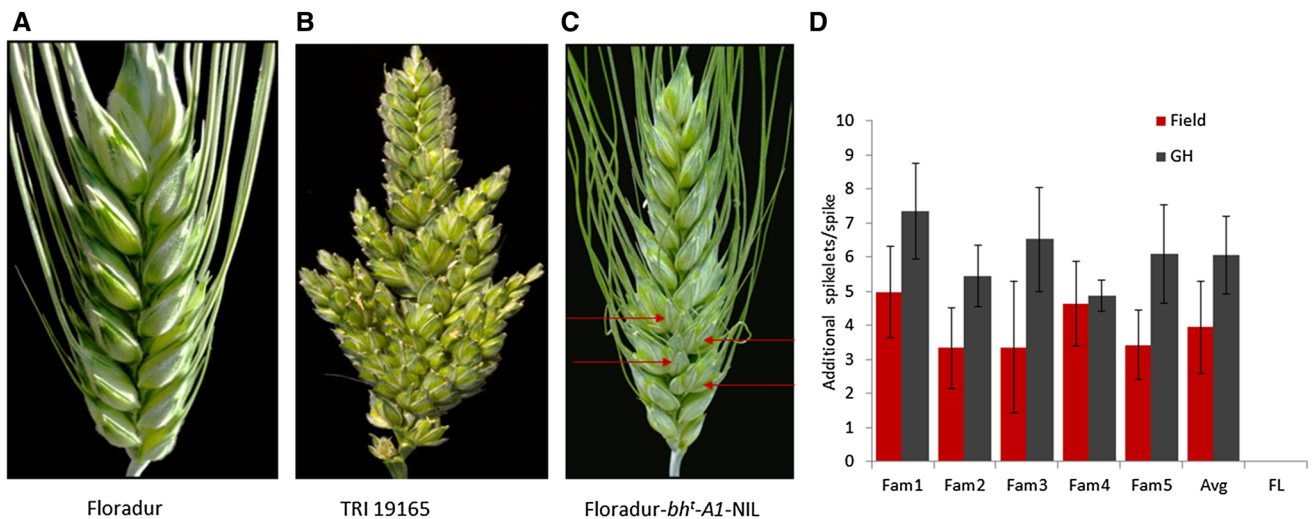 A
B
C
D
Floradur
TRI 19165
Floradur-bhᵗ-A1-NIL
Additional spikelets/spike
10
9
8
7
6
5
4
3
2
1
0
Field
GH
Fam1 Fam2 Fam3 Fam4 Fam5 Avg FL